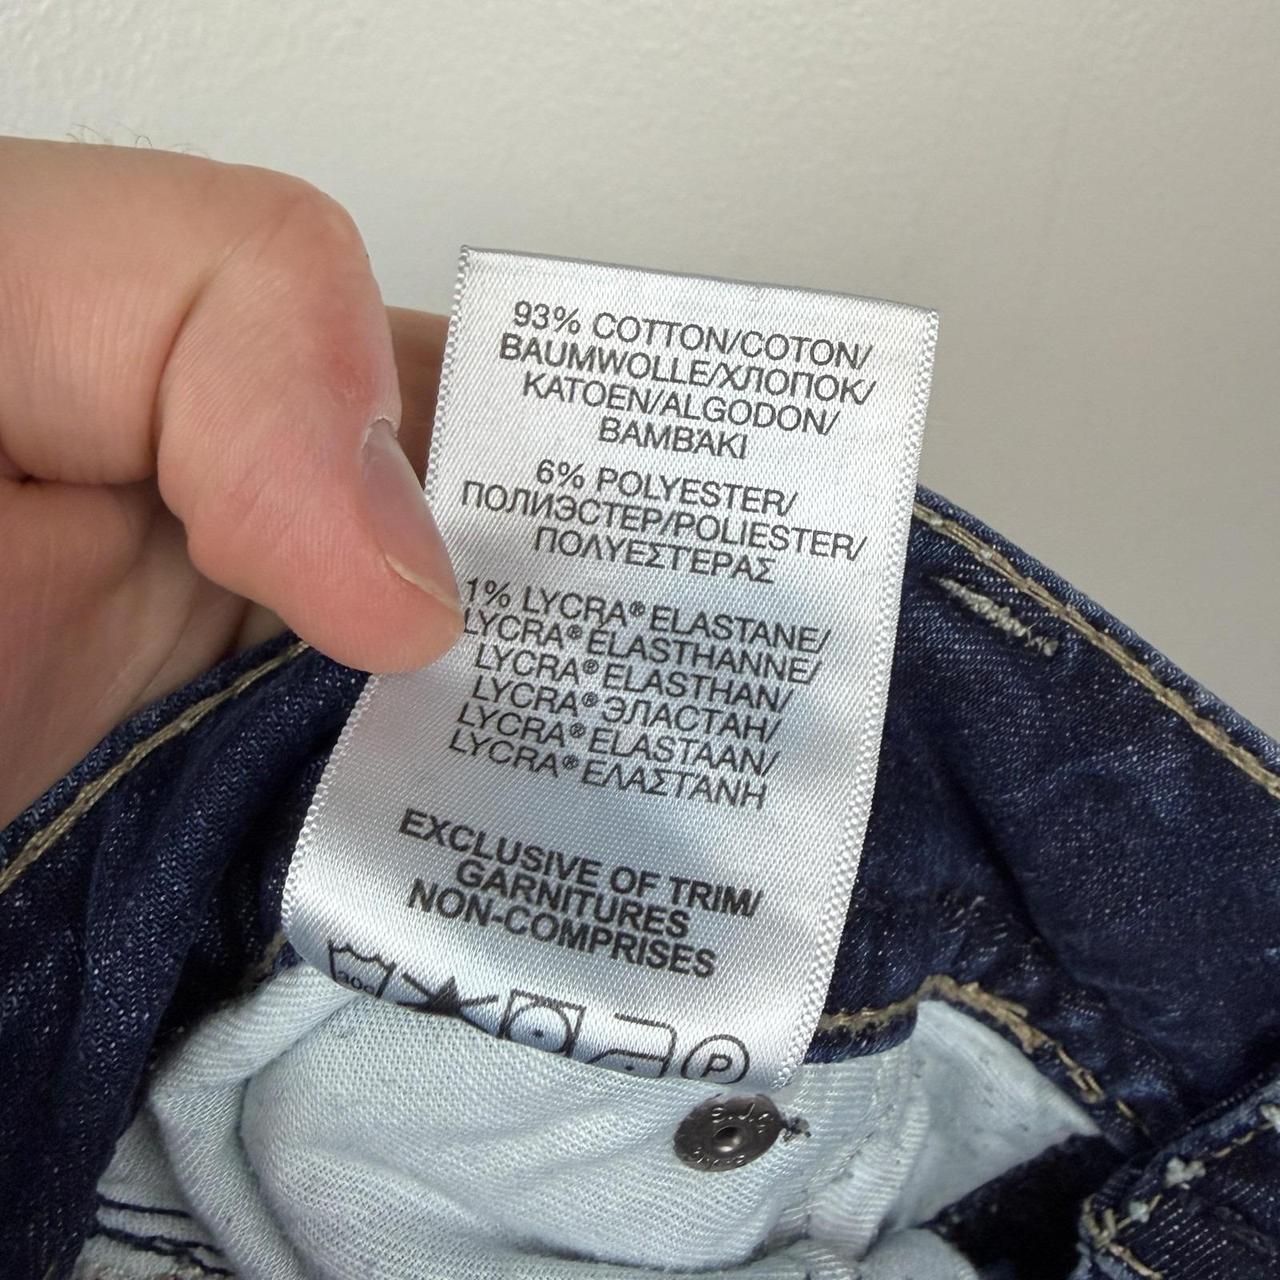 93% COTTON/COTON/
BAUMWOLLE/ХЛОПОК/
KATOEN/ALGODON/
BAMBAKI
6% POLYESTER/
ПОЛИЭСТЕР/POLIESTER/
ΠΟΛΥΕΣΤΕΡΑΣ
1% LYCRA® ELASTANE/
LYCRA® ÉLASTHANNE/
LYCRA® ELASTHAN/
LYCRA® ЭЛАСТАН/
LYCRA® ELASTAAN/
LYCRA® ΕΛΑΣΤΑΝΗ
EXCLUSIVE OF TRIM/
GARNITURES
NON-COMPRISES
P